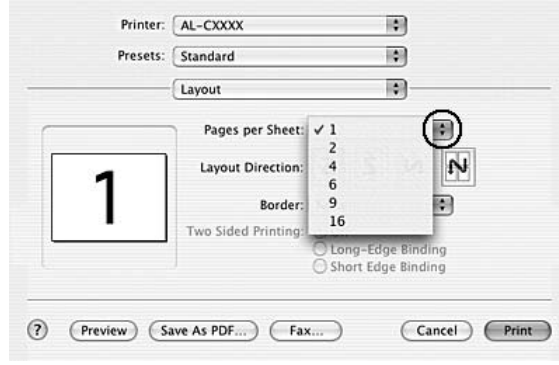 Printer: AL-CXXXX
Presets: Standard
Layout
Pages per Sheet: ✓ 1
2
Layout Direction: 4
6
Border: 9
16
1
Two Sided Printing:
Long-Edge Binding
Short Edge Binding
? Preview Save As PDF... Fax... Cancel Print